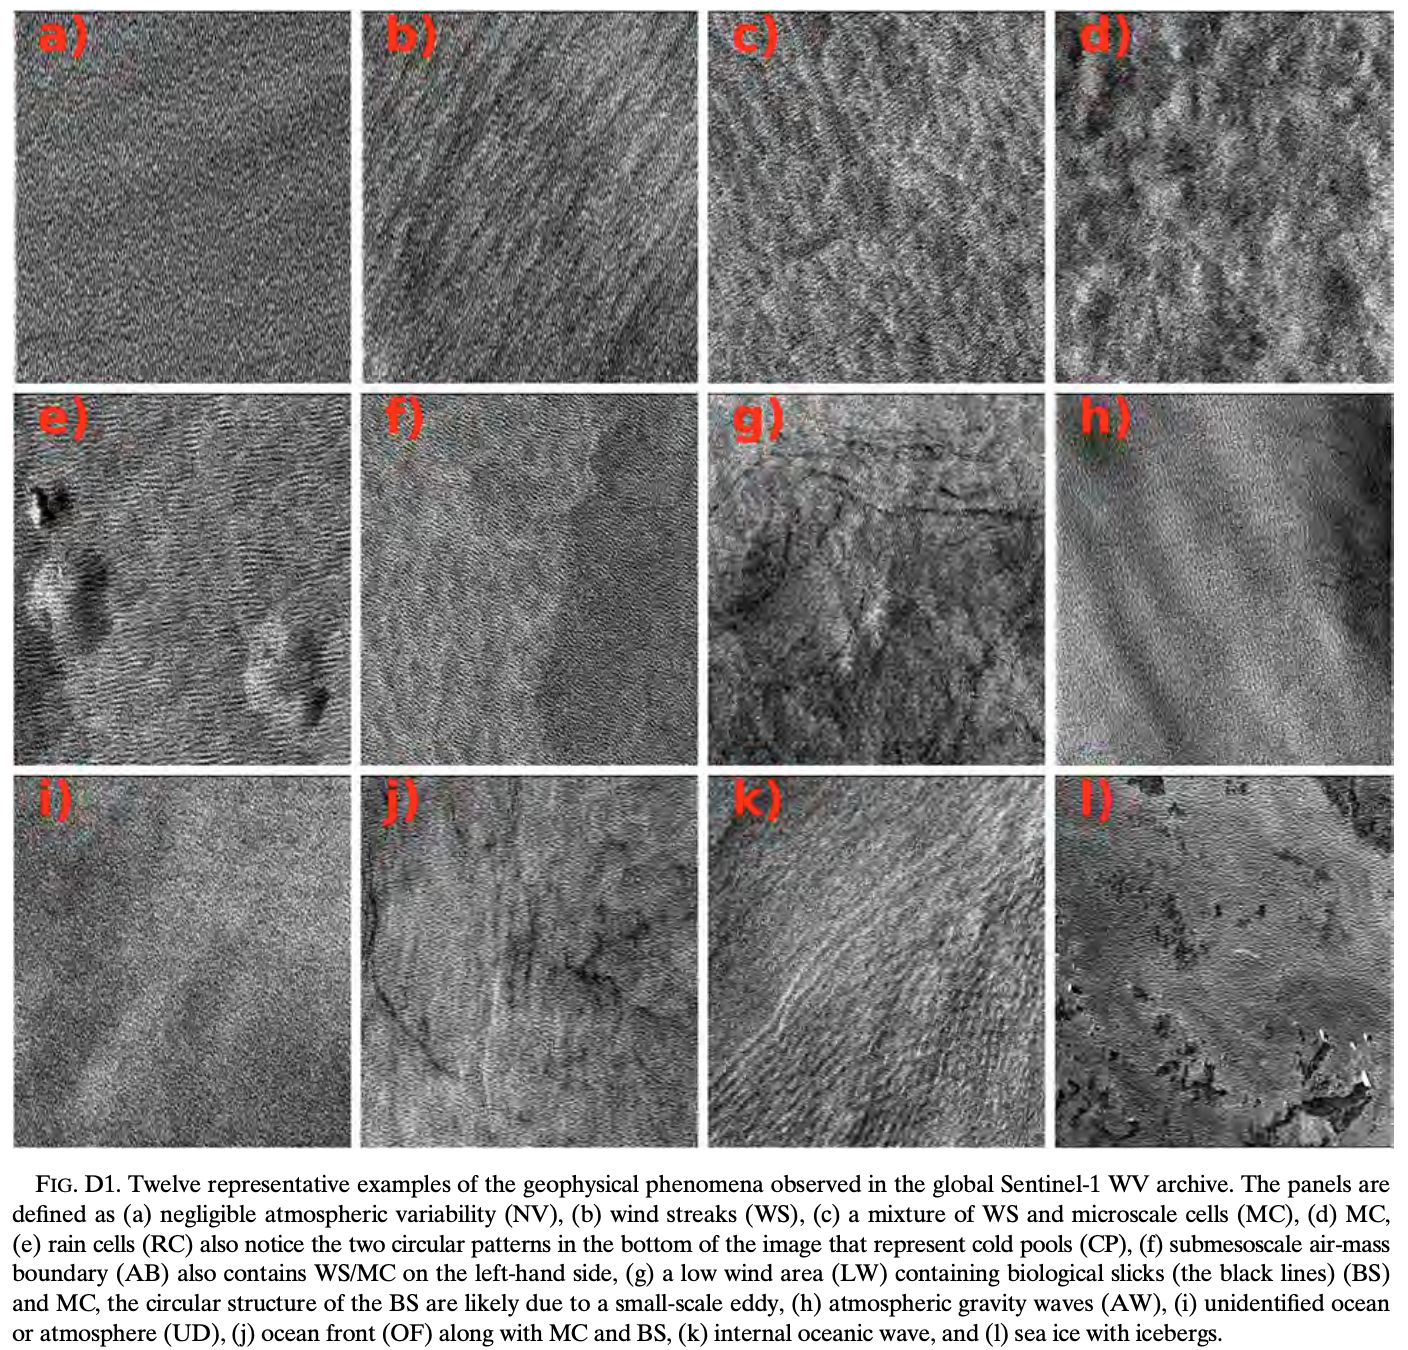 a) b) c) d)
e) f) g) h)
i) j) k) l)
FIG. D1. Twelve representative examples of the geophysical phenomena observed in the global Sentinel-1 WV archive. The panels are
defined as (a) negligible atmospheric variability (NV), (b) wind streaks (WS), (c) a mixture of WS and microscale cells (MC), (d) MC,
(e) rain cells (RC) also notice the two circular patterns in the bottom of the image that represent cold pools (CP), (f) submesoscale air-mass
boundary (AB) also contains WS/MC on the left-hand side, (g) a low wind area (LW) containing biological slicks (the black lines) (BS)
and MC, the circular structure of the BS are likely due to a small-scale eddy, (h) atmospheric gravity waves (AW), (i) unidentified ocean
or atmosphere (UD), (j) ocean front (OF) along with MC and BS, (k) internal oceanic wave, and (l) sea ice with icebergs.